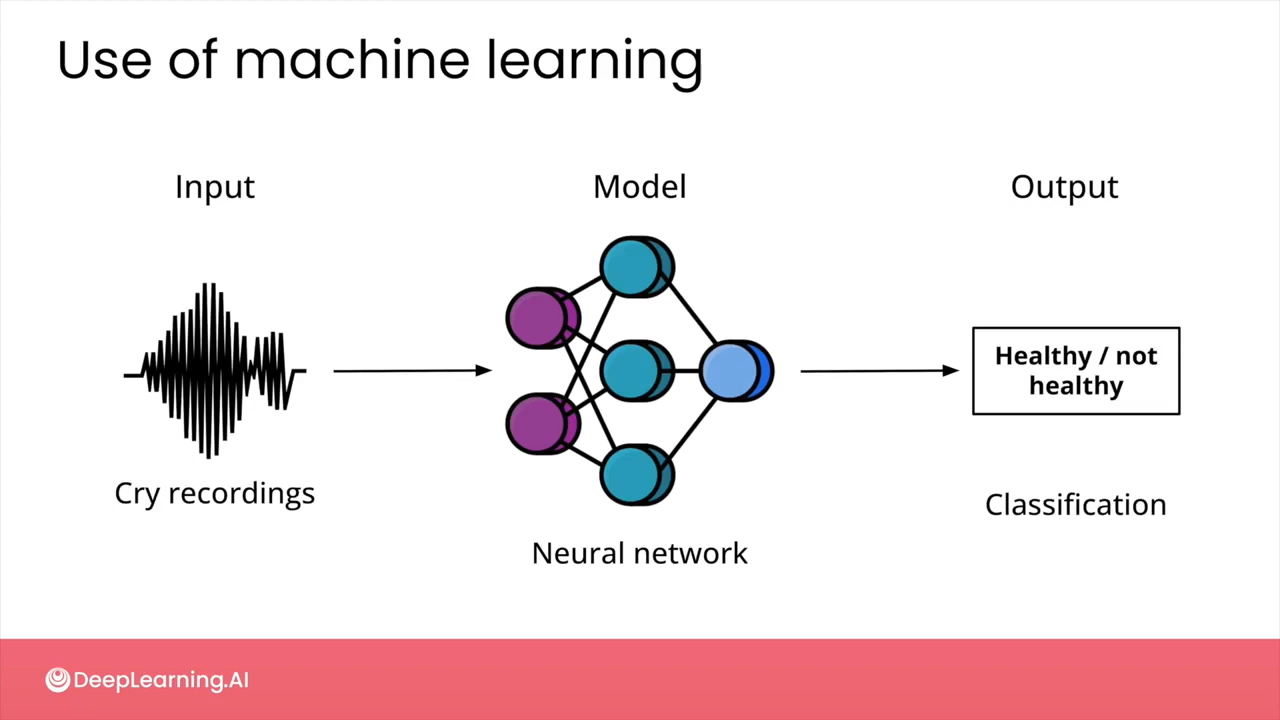 Use of machine learning
Input
Model
Output
Healthy / not
healthy
Cry recordings
Classification
Neural network
DeepLearning.AI